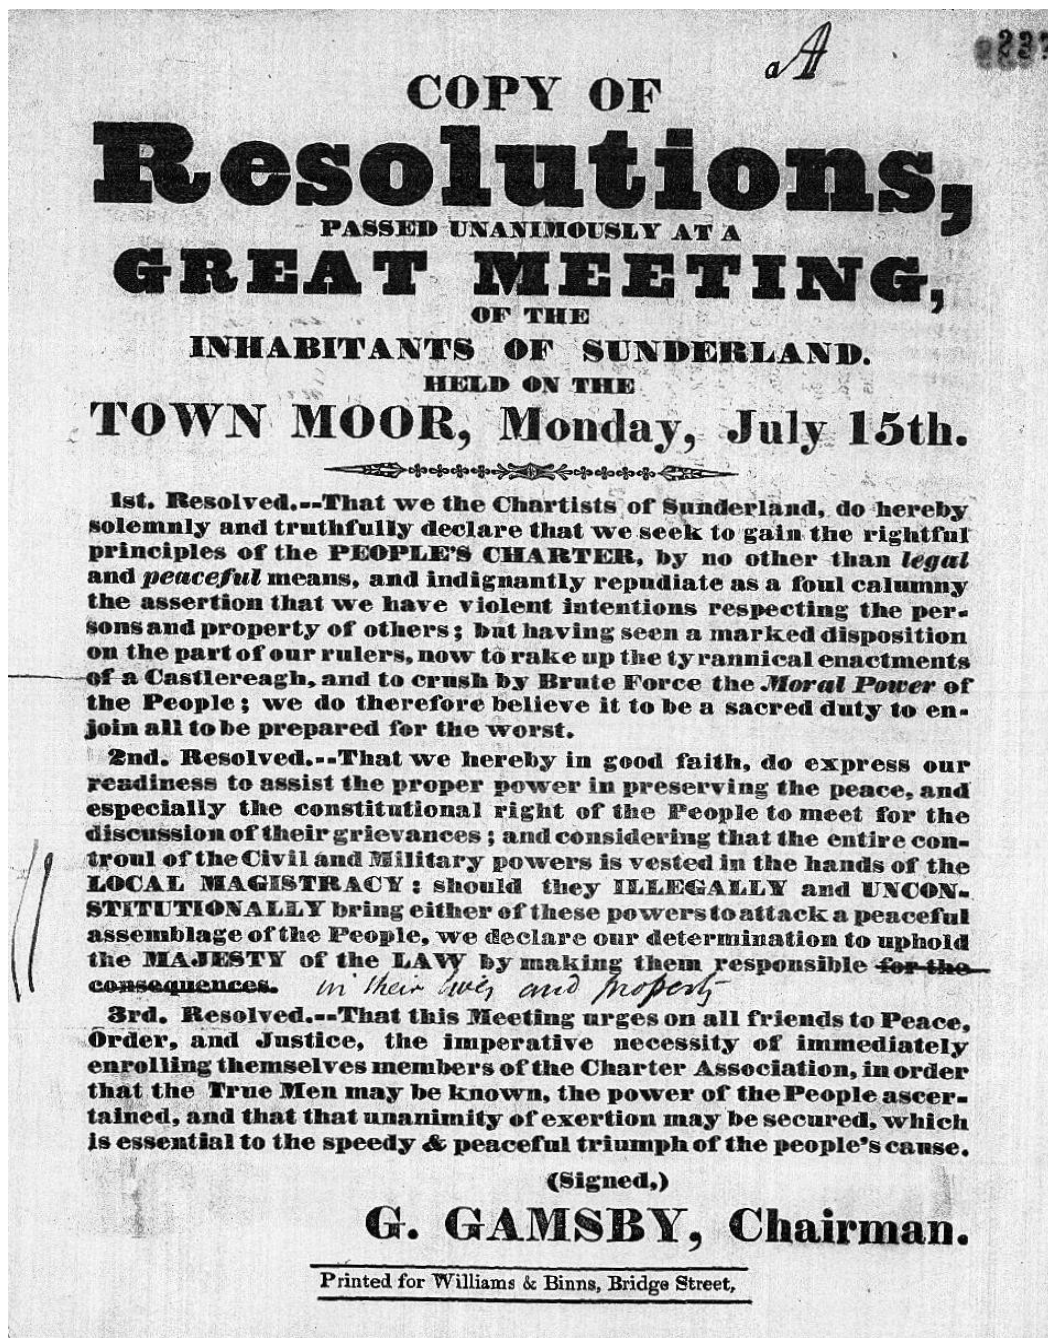 A
COPY OF
Resolutions,
PASSED UNANIMOUSLY AT A
GREAT MEETING,
OF THE
INHABITANTS OF SUNDERLAND.
HELD ON THE
TOWN MOOR, Monday, July 15th.
1st. Resolved.--That we the Chartists of Sunderland, do hereby
solemnly and truthfully declare that we seek to gain the rightful
principles of the PEOPLE'S CHARTER, by no other than legal
and peaceful means, and indignantly repudiate as a foul calumny
the assertion that we have violent intentions respecting the per-
sons and property of others; but having seen a marked disposition
on the part of our rulers, now to rake up the tyrannical enactments
of a Castlereagh, and to crush by Brute Force the Moral Power of
the People; we do therefore believe it to be a sacred duty to en-
join all to be prepared for the worst.
2nd. Resolved.--That we hereby in good faith, do express our
readiness to assist the proper power in preserving the peace, and
especially the constitutional right of the People to meet for the
discussion of their grievances; and considering that the entire con-
troul of the Civil and Military powers is vested in the hands of the
LOCAL MAGISTRACY: should they ILLEGALLY and UNCON-
STITUTIONALLY bring either of these powers to attack a peaceful
assemblage of the People, we declare our determination to uphold
the MAJESTY of the LAW by making them responsible for the
consequences. in their lives and property
3rd. Resolved.--That this Meeting urges on all friends to Peace,
Order, and Justice, the imperative necessity of immediately
enrolling themselves members of the Charter Association, in order
that the True Men may be known, the power of the People ascer-
tained, and that that unanimity of exertion may be secured, which
is essential to the speedy & peaceful triumph of the people's cause.
(Signed,)
G. GAMSBY, Chairman.
Printed for Williams & Binns, Bridge Street,